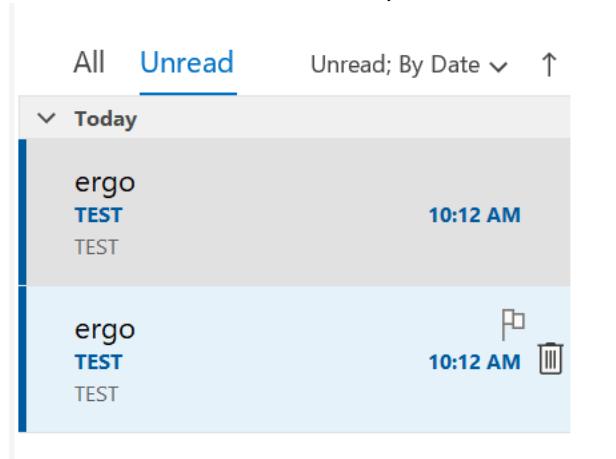 All Unread Unread; By Date
Today
ergo
TEST 10:12 AM
TEST
ergo
TEST 10:12 AM
TEST